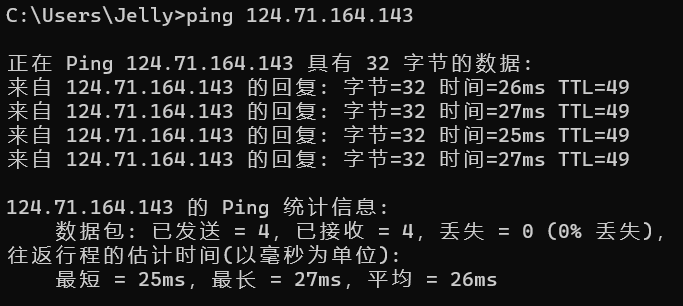 C:\Users\Jelly>ping 124.71.164.143
正在 Ping 124.71.164.143 具有 32 字节的数据:
来自 124.71.164.143 的回复: 字节=32 时间=26ms TTL=49
来自 124.71.164.143 的回复: 字节=32 时间=27ms TTL=49
来自 124.71.164.143 的回复: 字节=32 时间=25ms TTL=49
来自 124.71.164.143 的回复: 字节=32 时间=27ms TTL=49
124.71.164.143 的 Ping 统计信息:
数据包: 已发送 = 4, 已接收 = 4, 丢失 = 0 (0% 丢失),
往返行程的估计时间(以毫秒为单位):
最短 = 25ms, 最长 = 27ms, 平均 = 26ms